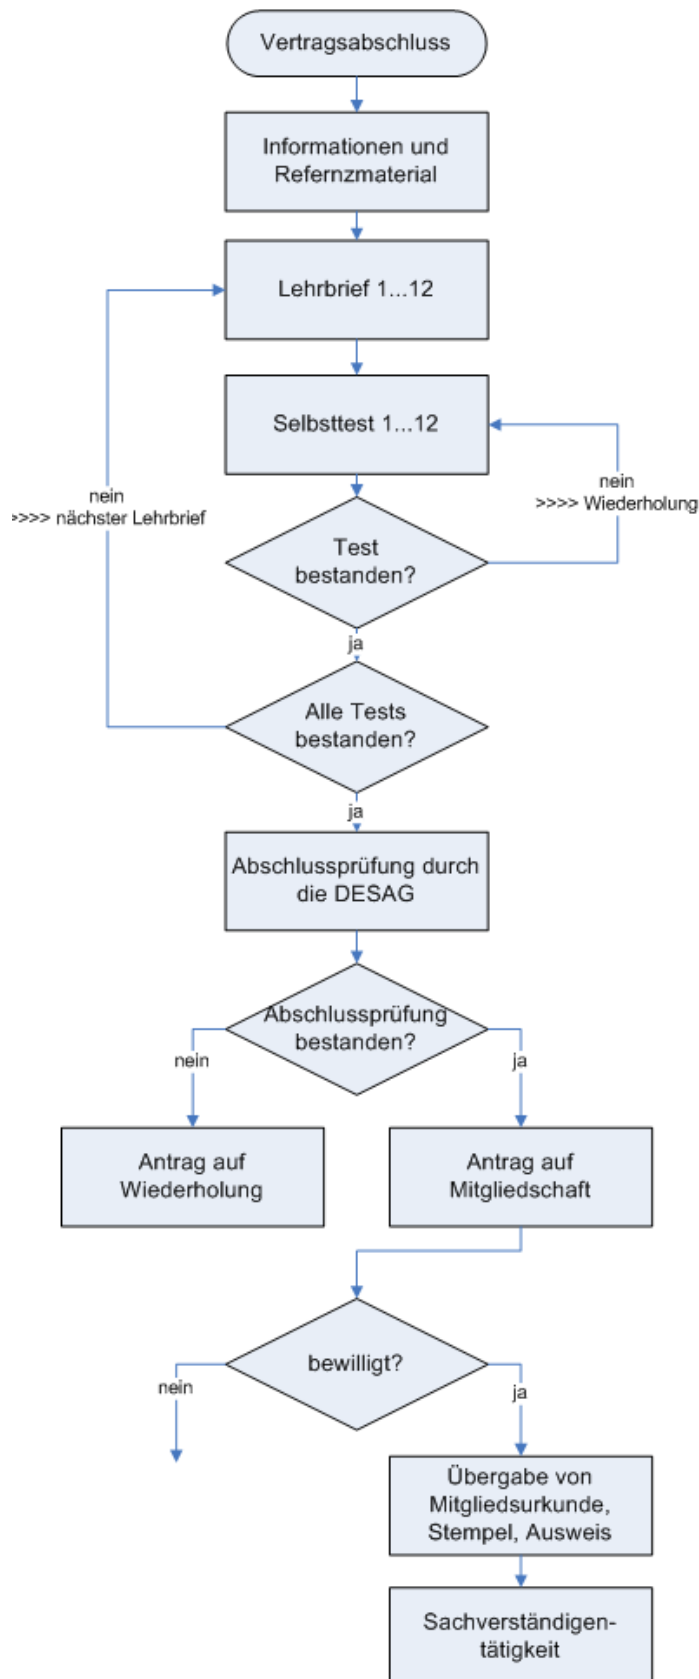 Vertragsabschluss
Informationen und
Refernzmaterial
Lehrbrief 1...12
Selbsttest 1...12
nein
>>>> nächster Lehrbrief
nein
>>>> Wiederholung
Test
bestanden?
ja
Alle Tests
bestanden?
ja
Abschlussprüfung durch
die DESAG
Abschlussprüfung
bestanden?
nein
ja
Antrag auf
Wiederholung
Antrag auf
Mitgliedschaft
bewilligt?
nein
ja
Übergabe von
Mitgliedsurkunde,
Stempel, Ausweis
Sachverständigen-
tätigkeit